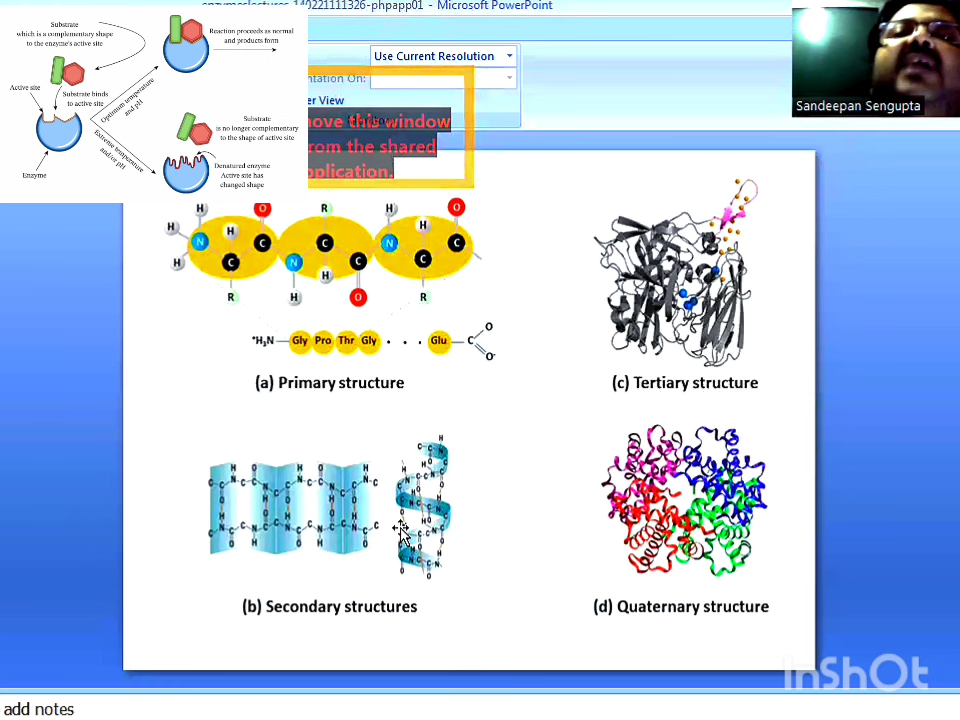 enzymeslectures-140221111326-phpapp01 - Microsoft PowerPoint
Substrate
which is a complementary shape
to the enzyme's active site
Reaction proceeds as normal
and products form
Active site
Substrate binds
to active site
Optimum temperature
and pH
Extreme temperature
and/or pH
Substrate
is no longer complementary
to the shape of active site
Denatured enzyme
Active site has
changed shape
Enzyme
Use Current Resolution
ntation On:
er View
move this window
from the shared
application.
Sandeepan Sengupta
H H O R H O
H N H C C H N H C
H C N H C C
R H O R
⁺H₃N Gly Pro Thr Gly . . . Glu C O O⁻
(a) Primary structure
(c) Tertiary structure
(b) Secondary structures
(d) Quaternary structure
InShOt
add notes